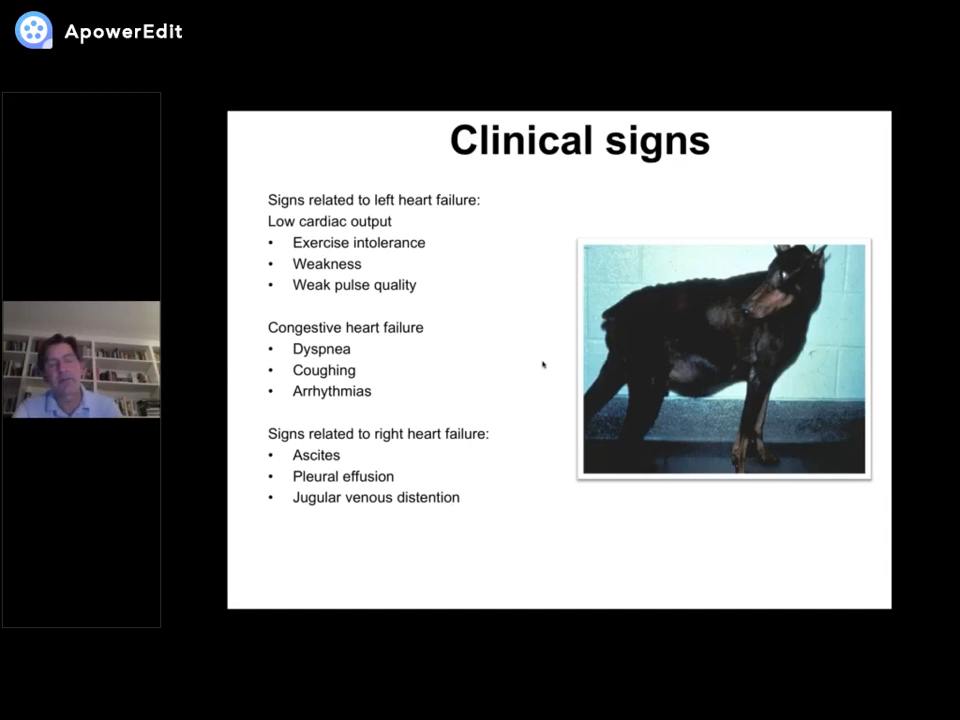 ApowerEdit
Clinical signs
Signs related to left heart failure:
Low cardiac output
• Exercise intolerance
• Weakness
• Weak pulse quality
Congestive heart failure
• Dyspnea
• Coughing
• Arrhythmias
Signs related to right heart failure:
• Ascites
• Pleural effusion
• Jugular venous distention